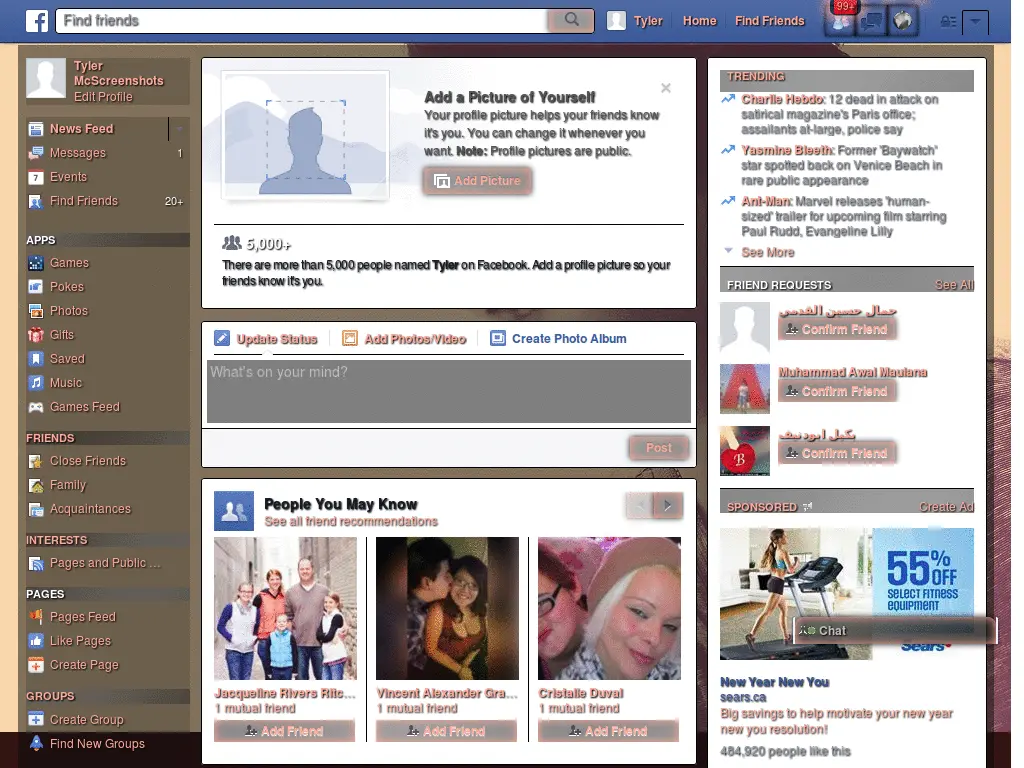 Find friends
Tyler
Home
Find Friends
99+
Tyler
McScreenshots
Edit Profile
News Feed
Messages 1
Events
Find Friends 20+
APPS
Games
Pokes
Photos
Gifts
Saved
Music
Games Feed
FRIENDS
Close Friends
Family
Acquaintances
INTERESTS
Pages and Public ...
PAGES
Pages Feed
Like Pages
Create Page
GROUPS
Create Group
Find New Groups
Add a Picture of Yourself
Your profile picture helps your friends know
it's you. You can change it whenever you
want. Note: Profile pictures are public.
Add Picture
5,000+
There are more than 5,000 people named Tyler on Facebook. Add a profile picture so your
friends know it's you.
Update Status
Add Photos/Video
Create Photo Album
What's on your mind?
Post
People You May Know
See all friend recommendations
Jacqueline Rivers Ritc...
1 mutual friend
Add Friend
Vincent Alexander Gra...
1 mutual friend
Add Friend
Cristalle Duval
1 mutual friend
Add Friend
TRENDING
Charlie Hebdo: 12 dead in attack on
satirical magazine's Paris office;
assailants at-large, police say
Yasmine Bleeth: Former 'Baywatch'
star spotted back on Venice Beach in
rare public appearance
Ant-Man: Marvel releases 'human-
sized' trailer for upcoming film starring
Paul Rudd, Evangeline Lilly
See More
FRIEND REQUESTS See All
جمال حسين القدسي
Confirm Friend
Muhammad Awal Maulana
Confirm Friend
Confirm Friend
SPONSORED Create Ad
55% OFF
SELECT FITNESS
EQUIPMENT
Sears
Chat
New Year New You
sears.ca
Big savings to help motivate your new year
new you resolution!
484,920 people like this